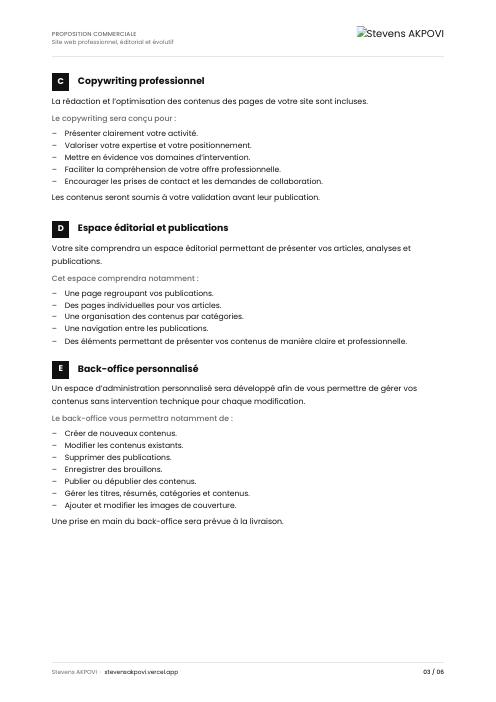 PROPOSITION COMMERCIALE
Site web professionnel, éditorial et évolutif
Stevens AKPOVI
C Copywriting professionnel
La rédaction et l'optimisation des contenus des pages de votre site sont incluses.
Le copywriting sera conçu pour :
– Présenter clairement votre activité.
– Valoriser votre expertise et votre positionnement.
– Mettre en évidence vos domaines d'intervention.
– Faciliter la compréhension de votre offre professionnelle.
– Encourager les prises de contact et les demandes de collaboration.
Les contenus seront soumis à votre validation avant leur publication.
D Espace éditorial et publications
Votre site comprendra un espace éditorial permettant de présenter vos articles, analyses et
publications.
Cet espace comprendra notamment :
– Une page regroupant vos publications.
– Des pages individuelles pour vos articles.
– Une organisation des contenus par catégories.
– Une navigation entre les publications.
– Des éléments permettant de présenter vos contenus de manière claire et professionnelle.
E Back-office personnalisé
Un espace d'administration personnalisé sera développé afin de vous permettre de gérer vos
contenus sans intervention technique pour chaque modification.
Le back-office vous permettra notamment de :
– Créer de nouveaux contenus.
– Modifier les contenus existants.
– Supprimer des publications.
– Enregistrer des brouillons.
– Publier ou dépublier des contenus.
– Gérer les titres, résumés, catégories et contenus.
– Ajouter et modifier les images de couverture.
Une prise en main du back-office sera prévue à la livraison.
Stevens AKPOVI · stevensakpovi.vercel.app
03 / 06